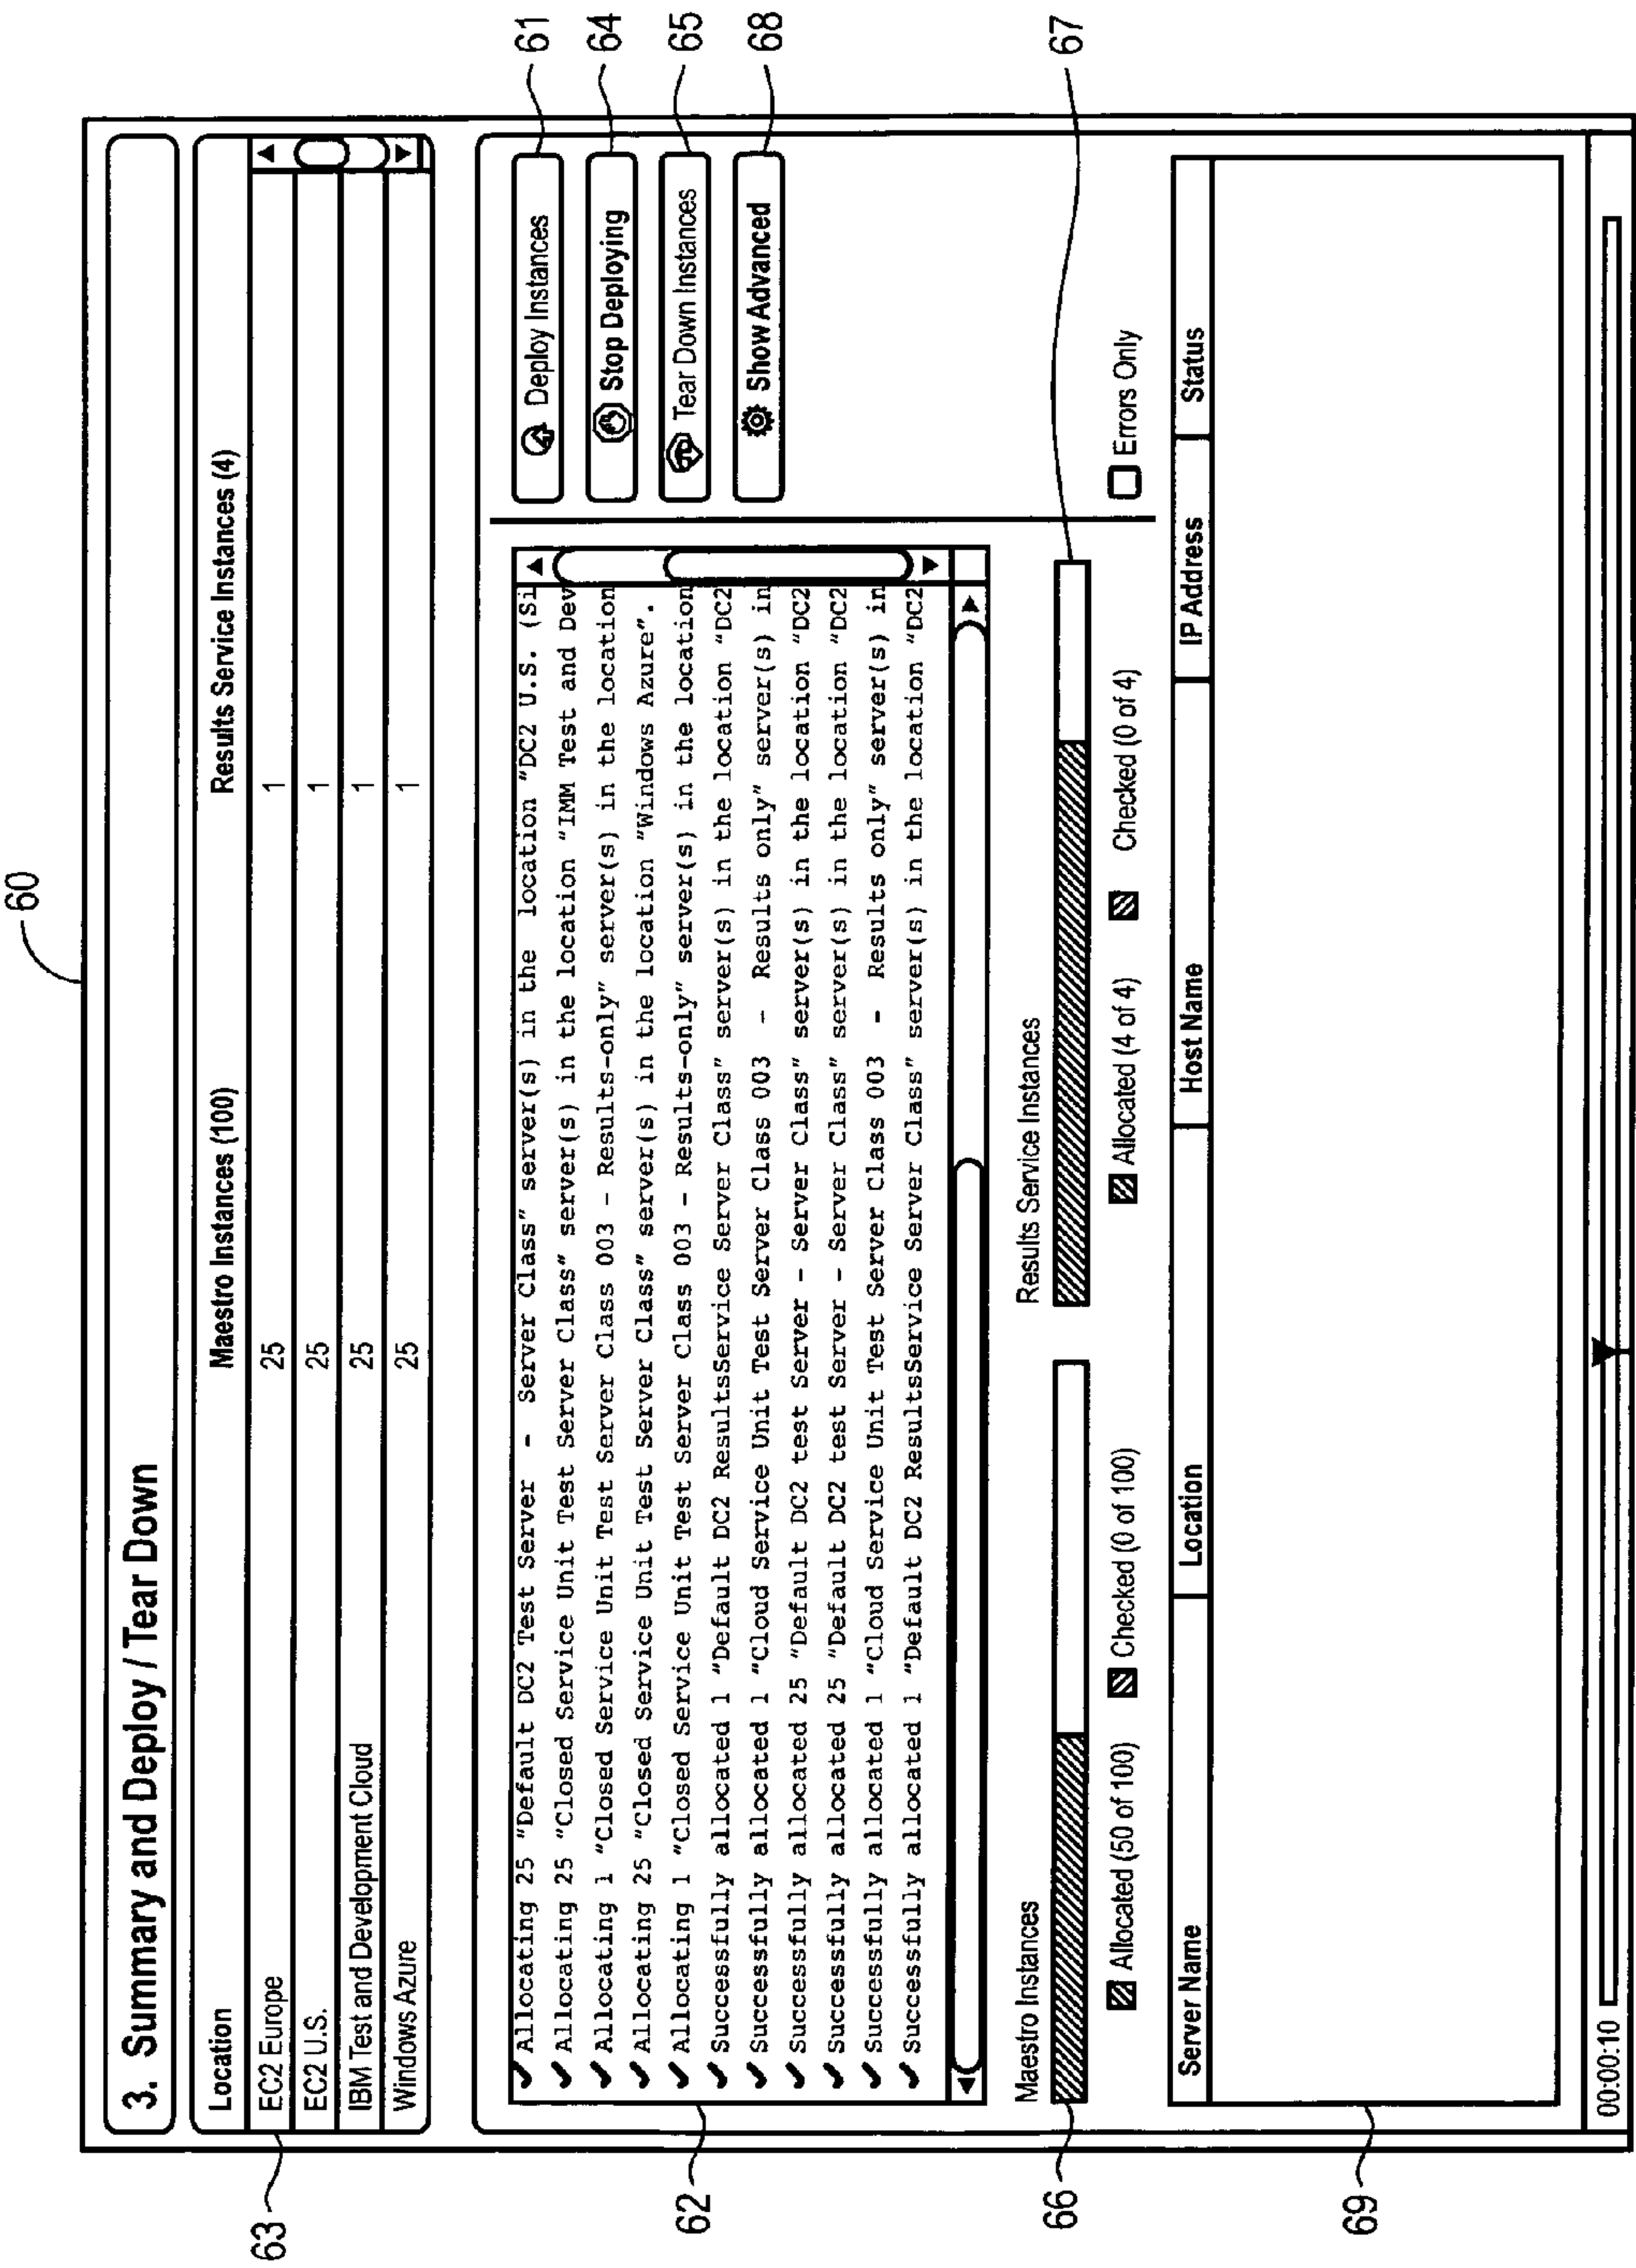 60
3. Summary and Deploy / Tear Down
Location Maestro Instances (100) Results Service Instances (4)
EC2 Europe 25 1
EC2 U.S. 25 1
IBM Test and Development Cloud 25 1
Windows Azure 25 1
63
✔ Allocating 25 "Default DC2 Test Server - Server Class" server(s) in the location "DC2 U.S. (Si
✔ Allocating 25 "Closed Service Unit Test Server Class" server(s) in the location "IMM Test and Dev
✔ Allocating 1 "Closed Service Unit Test Server Class 003 - Results-only" server(s) in the location
✔ Allocating 25 "Closed Service Unit Test Server Class" server(s) in the location "Windows Azure".
✔ Allocating 1 "Closed Service Unit Test Server Class 003 - Results-only" server(s) in the location
✔ Successfully allocated 1 "Default DC2 ResultsService Server Class" server(s) in the location "DC2
✔ Successfully allocated 1 "Cloud Service Unit Test Server Class 003 - Results only" server(s) in
✔ Successfully allocated 25 "Default DC2 test Server - Server Class" server(s) in the location "DC2
✔ Successfully allocated 25 "Default DC2 test Server - Server Class" server(s) in the location "DC2
✔ Successfully allocated 1 "Cloud Service Unit Test Server Class 003 - Results only" server(s) in
✔ Successfully allocated 1 "Default DC2 ResultsService Server Class" server(s) in the location "DC2
62
Deploy Instances 61
Stop Deploying 64
Tear Down Instances 65
Show Advanced 68
Maestro Instances Results Service Instances
66
67
Allocated (50 of 100) Checked (0 of 100) Allocated (4 of 4) Checked (0 of 4) Errors Only
Server Name Location Host Name IP Address Status
69
00:00:10